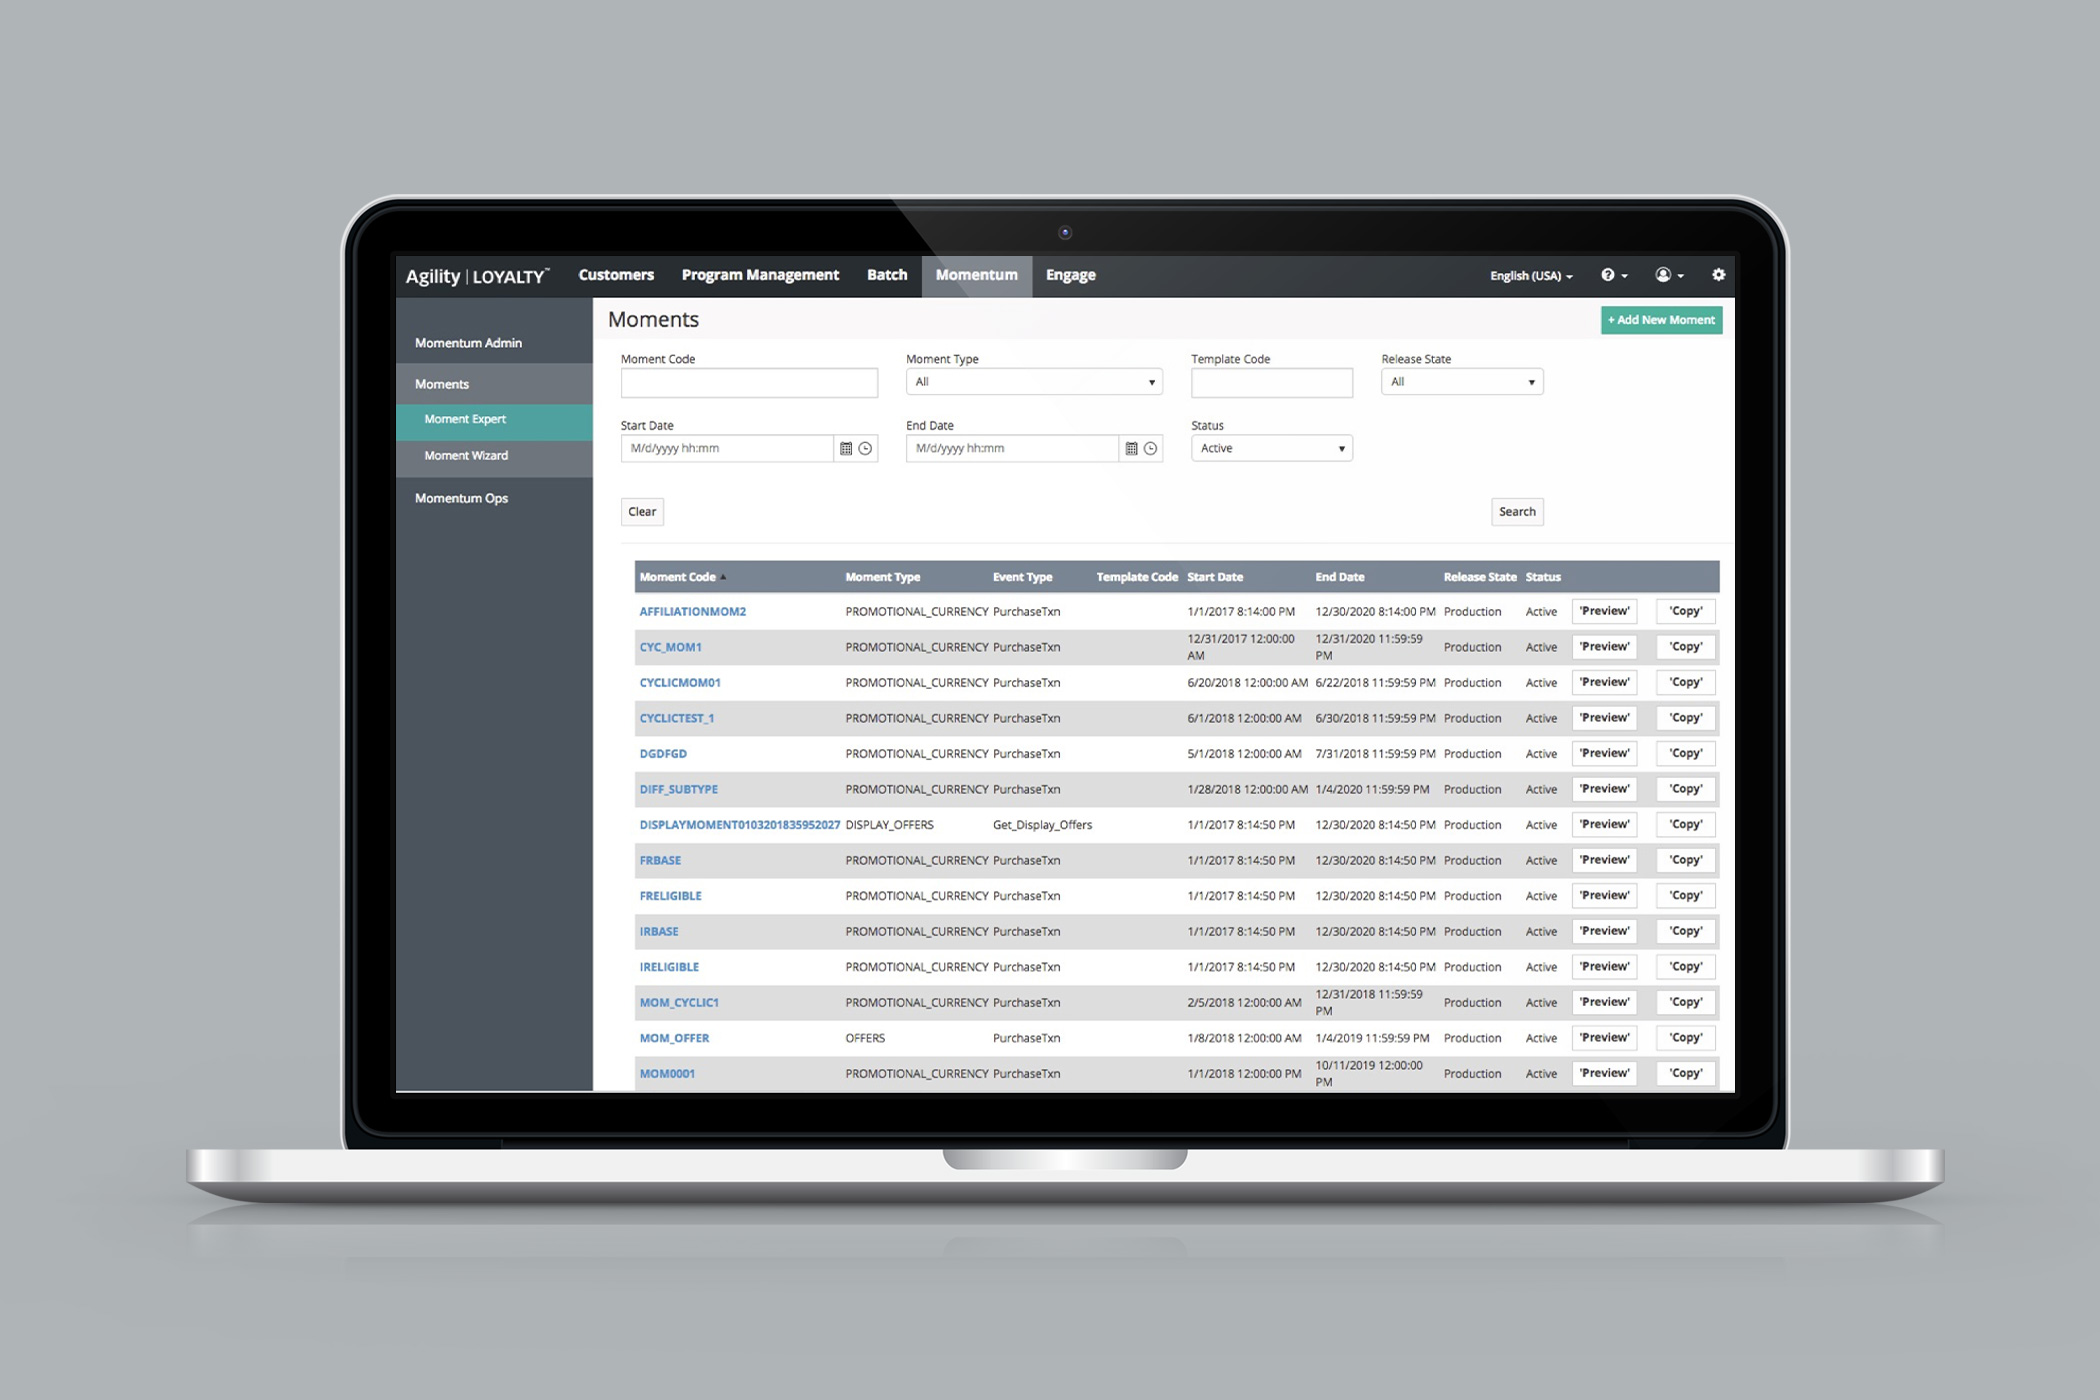 Agility | LOYALTY™ Customers Program Management Batch Momentum Engage English (USA)
Momentum Admin
Moments
Moment Expert
Moment Wizard
Momentum Ops
Moments + Add New Moment
Moment Code Moment Type Template Code Release State
All All
Start Date End Date Status
M/d/yyyy hh:mm M/d/yyyy hh:mm Active
Clear Search
Moment Code Moment Type Event Type Template Code Start Date End Date Release State Status
AFFILIATIONMOM2 PROMOTIONAL_CURRENCY PurchaseTxn 1/1/2017 8:14:00 PM 12/30/2020 8:14:00 PM Production Active 'Preview' 'Copy'
CYC_MOM1 PROMOTIONAL_CURRENCY PurchaseTxn 12/31/2017 12:00:00 AM 12/31/2020 11:59:59 PM Production Active 'Preview' 'Copy'
CYCLICMOM01 PROMOTIONAL_CURRENCY PurchaseTxn 6/20/2018 12:00:00 AM 6/22/2018 11:59:59 PM Production Active 'Preview' 'Copy'
CYCLICTEST_1 PROMOTIONAL_CURRENCY PurchaseTxn 6/1/2018 12:00:00 AM 6/30/2018 11:59:59 PM Production Active 'Preview' 'Copy'
DGDFGD PROMOTIONAL_CURRENCY PurchaseTxn 5/1/2018 12:00:00 AM 7/31/2018 11:59:59 PM Production Active 'Preview' 'Copy'
DIFF_SUBTYPE PROMOTIONAL_CURRENCY PurchaseTxn 1/28/2018 12:00:00 AM 1/4/2020 11:59:59 PM Production Active 'Preview' 'Copy'
DISPLAYMOMENT0103201835952027 DISPLAY_OFFERS Get_Display_Offers 1/1/2017 8:14:50 PM 12/30/2020 8:14:50 PM Production Active 'Preview' 'Copy'
FRBASE PROMOTIONAL_CURRENCY PurchaseTxn 1/1/2017 8:14:50 PM 12/30/2020 8:14:50 PM Production Active 'Preview' 'Copy'
FRELIGIBLE PROMOTIONAL_CURRENCY PurchaseTxn 1/1/2017 8:14:50 PM 12/30/2020 8:14:50 PM Production Active 'Preview' 'Copy'
IRBASE PROMOTIONAL_CURRENCY PurchaseTxn 1/1/2017 8:14:50 PM 12/30/2020 8:14:50 PM Production Active 'Preview' 'Copy'
IRELIGIBLE PROMOTIONAL_CURRENCY PurchaseTxn 1/1/2017 8:14:50 PM 12/30/2020 8:14:50 PM Production Active 'Preview' 'Copy'
MOM_CYCLIC1 PROMOTIONAL_CURRENCY PurchaseTxn 2/5/2018 12:00:00 AM 12/31/2018 11:59:59 PM Production Active 'Preview' 'Copy'
MOM_OFFER OFFERS PurchaseTxn 1/8/2018 12:00:00 AM 1/4/2019 11:59:59 PM Production Active 'Preview' 'Copy'
MOM0001 PROMOTIONAL_CURRENCY PurchaseTxn 1/1/2018 12:00:00 PM 10/11/2019 12:00:00 PM Production Active 'Preview' 'Copy'